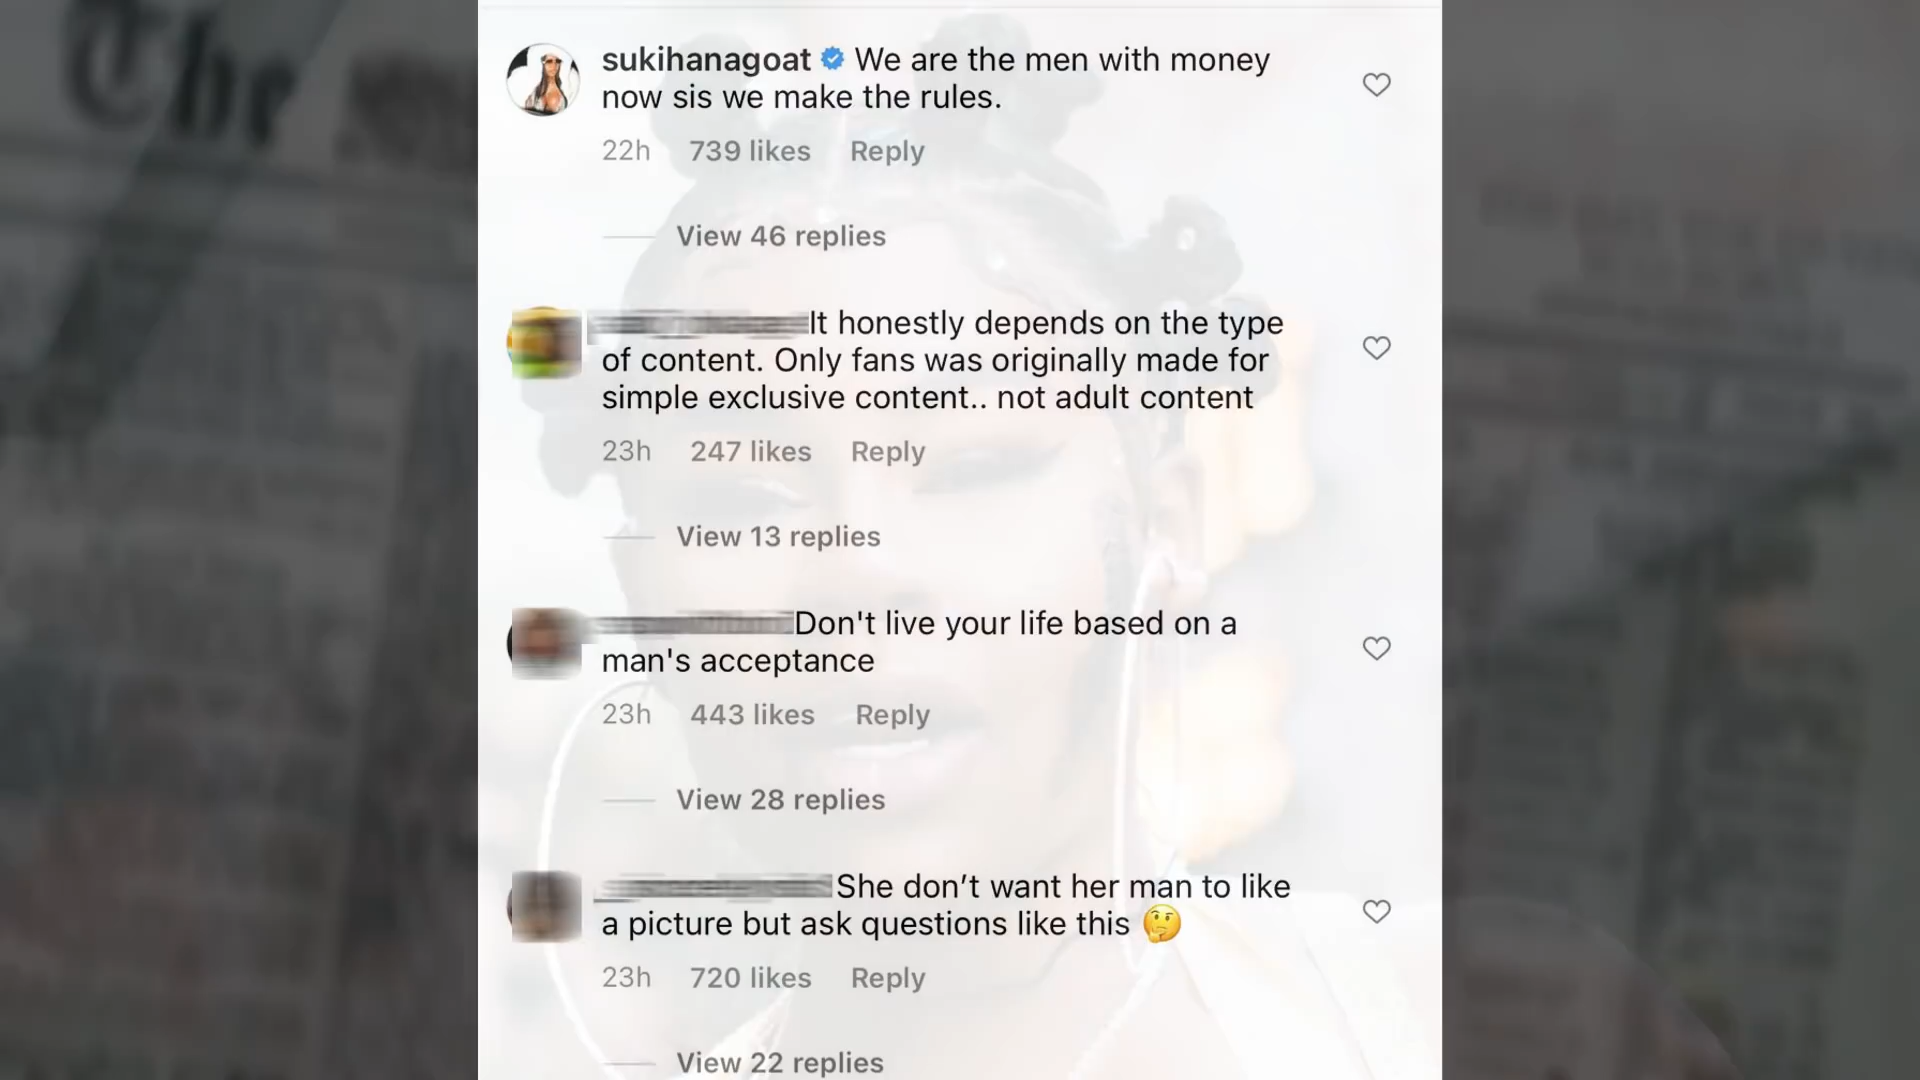 The
sukihanagoat We are the men with money
now sis we make the rules.
22h 739 likes Reply
View 46 replies
It honestly depends on the type
of content. Only fans was originally made for
simple exclusive content.. not adult content
23h 247 likes Reply
View 13 replies
Don't live your life based on a
man's acceptance
23h 443 likes Reply
View 28 replies
She don’t want her man to like
a picture but ask questions like this 🤔
23h 720 likes Reply
View 22 replies